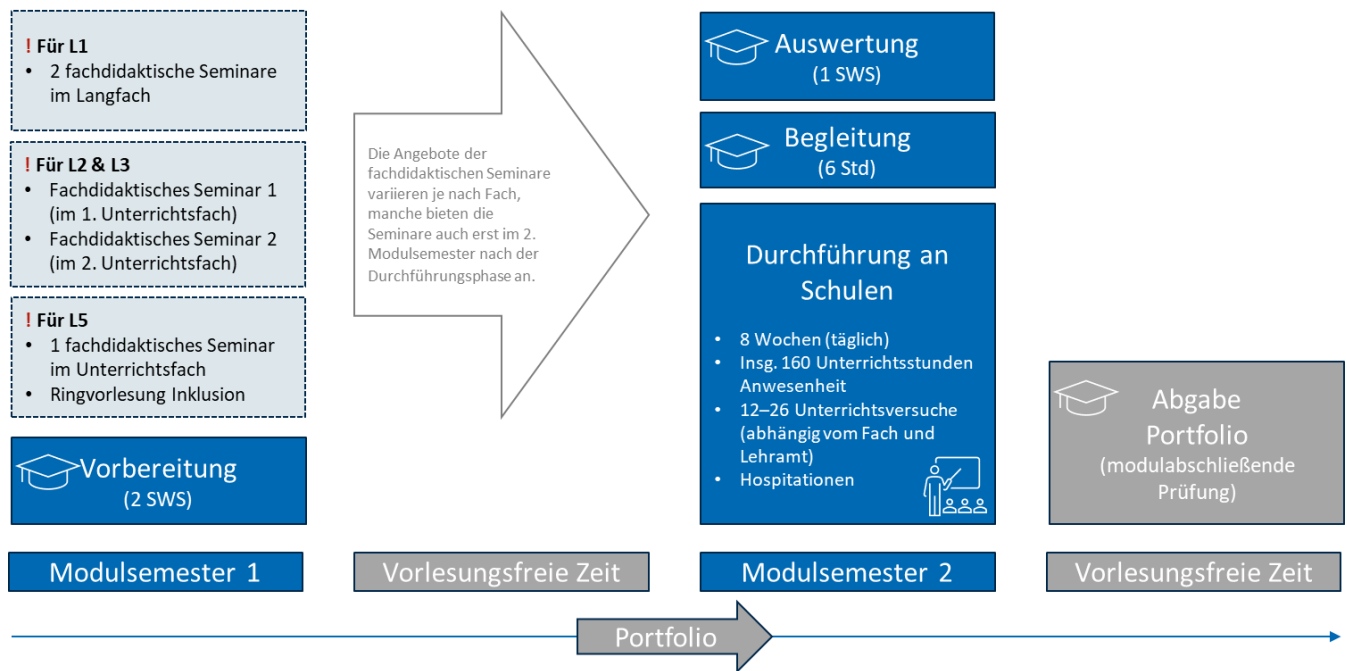 ! Für L1
• 2 fachdidaktische Seminare
im Langfach
! Für L2 & L3
• Fachdidaktisches Seminar 1
(im 1. Unterrichtsfach)
• Fachdidaktisches Seminar 2
(im 2. Unterrichtsfach)
! Für L5
• 1 fachdidaktisches Seminar
im Unterrichtsfach
• Ringvorlesung Inklusion
Vorbereitung
(2 SWS)
Modulsemester 1
Die Angebote der
fachdidaktischen Seminare
variieren je nach Fach,
manche bieten die
Seminare auch erst im 2.
Modulsemester nach der
Durchführungsphase an.
Vorlesungsfreie Zeit
Auswertung
(1 SWS)
Begleitung
(6 Std)
Durchführung an
Schulen
• 8 Wochen (täglich)
• Insg. 160 Unterrichtsstunden
Anwesenheit
• 12–26 Unterrichtsversuche
(abhängig vom Fach und
Lehramt)
• Hospitationen
Modulsemester 2
Abgabe
Portfolio
(modulabschließende
Prüfung)
Vorlesungsfreie Zeit
Portfolio